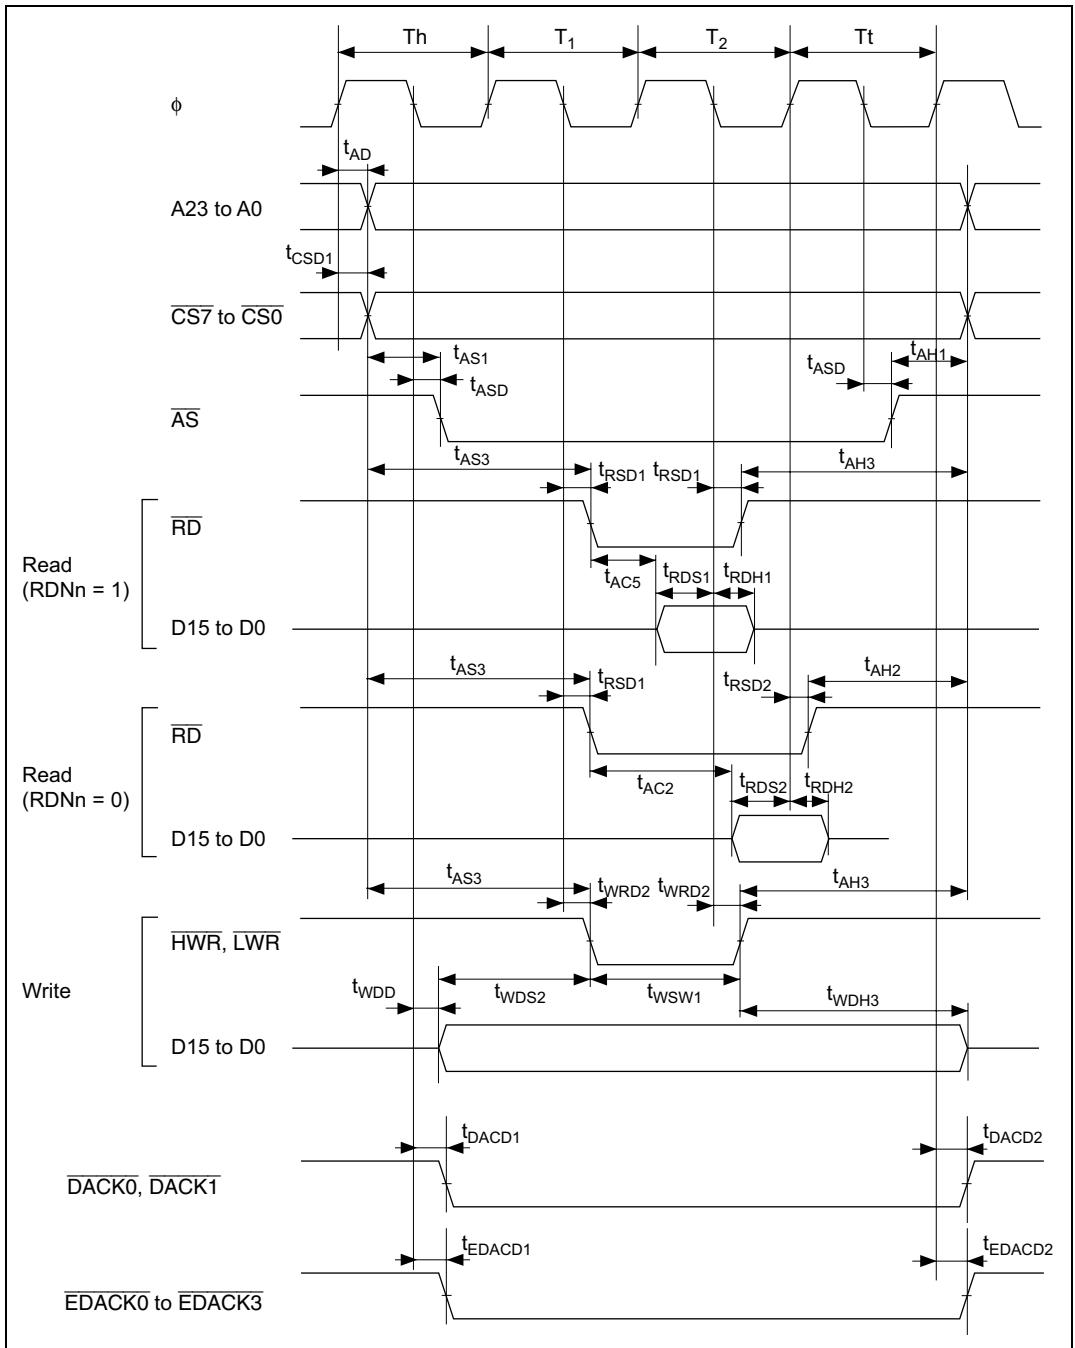 Th T1 T2 Tt
ϕ
tAD
A23 to A0
tCSD1
CS7 to CS0
tAS1 tAH1
tASD tASD
AS
tAS3 tRSD1 tRSD1 tAH3
RD
Read
(RDNn = 1)
tAC5 tRDS1 tRDH1
D15 to D0
tAS3 tRSD1 tRSD2 tAH2
RD
Read
(RDNn = 0)
tAC2 tRDS2 tRDH2
D15 to D0
tAS3 tWRD2 tWRD2 tAH3
HWR, LWR
Write
tWDD tWDS2 tWSW1 tWDH3
D15 to D0
tDACD1 tDACD2
DACK0, DACK1
tEDACD1 tEDACD2
EDACK0 to EDACK3